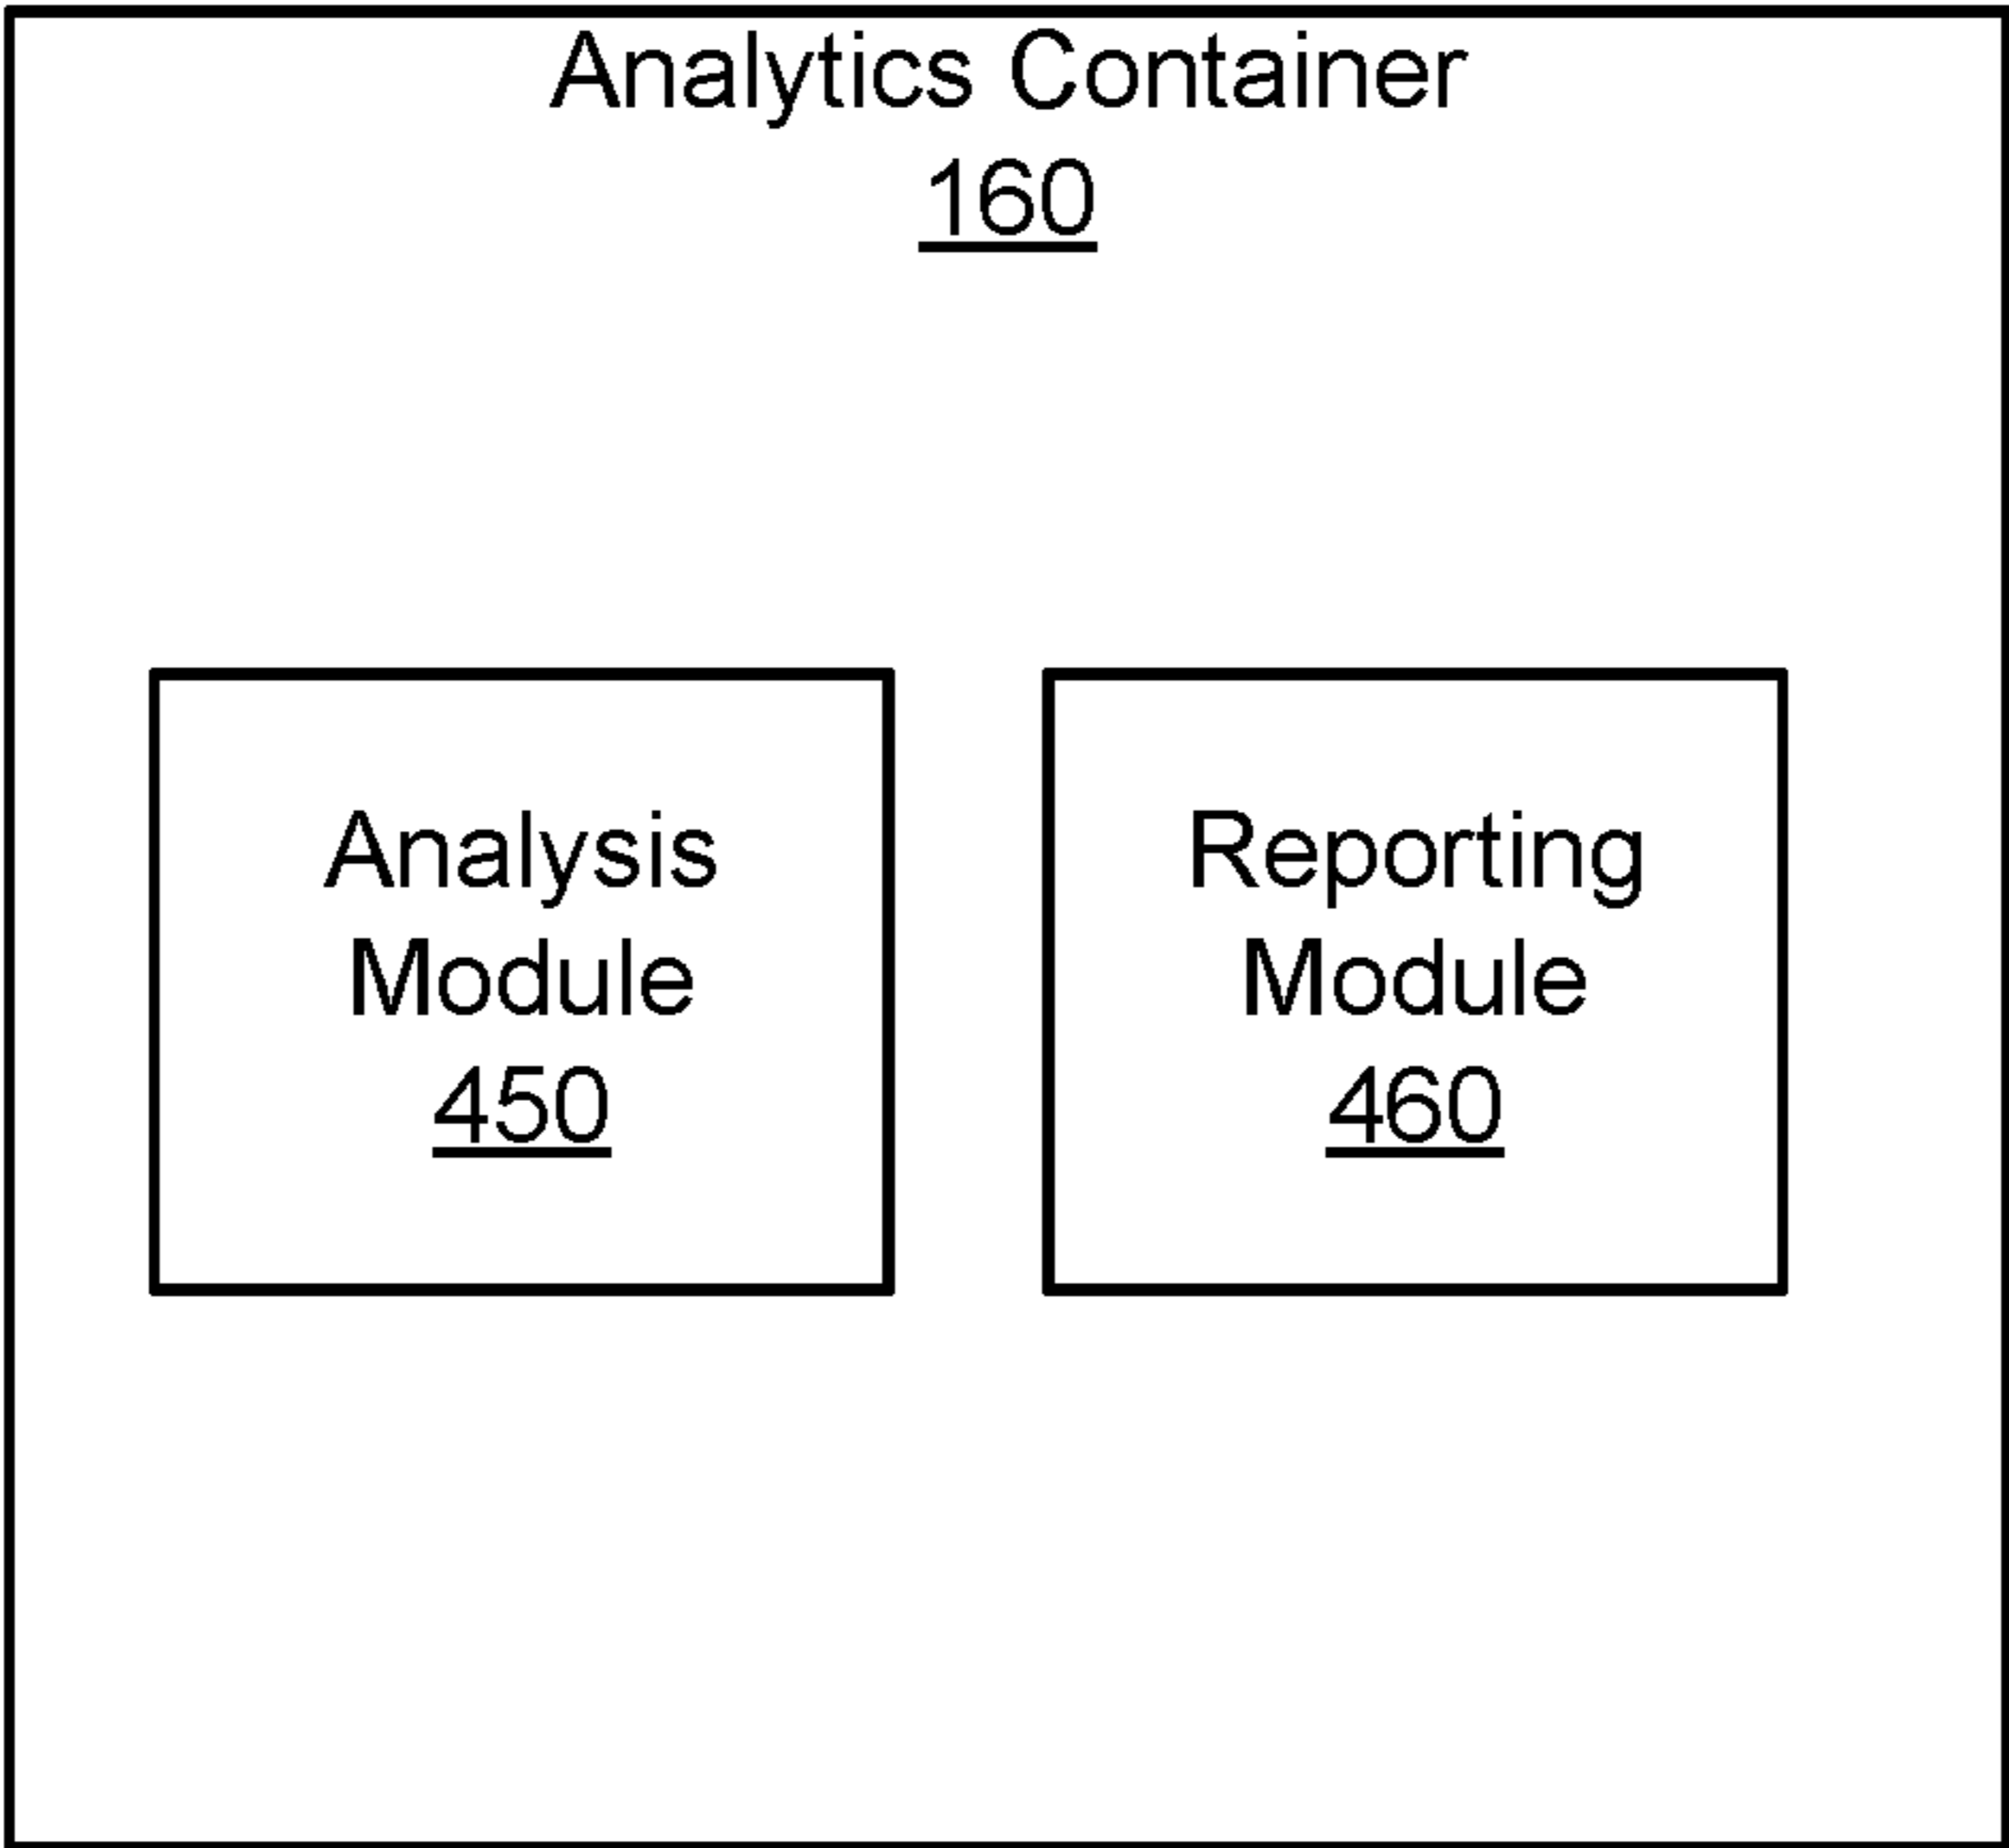 Analytics Container
160
Analysis
Module
450
Reporting
Module
460